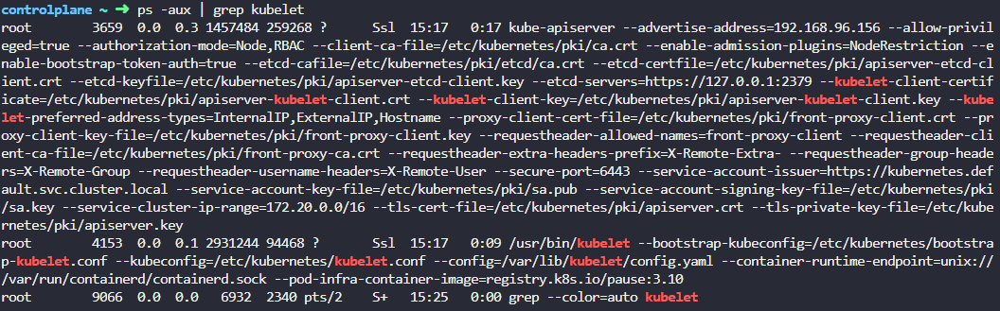 controlplane ~ ➜ ps -aux | grep kubelet
root        3659  0.0  0.3 1457484 259268 ?      Ssl  15:17   0:17 kube-apiserver --advertise-address=192.168.96.156 --allow-privil
eged=true --authorization-mode=Node,RBAC --client-ca-file=/etc/kubernetes/pki/ca.crt --enable-admission-plugins=NodeRestriction --e
nable-bootstrap-token-auth=true --etcd-cafile=/etc/kubernetes/pki/etcd/ca.crt --etcd-certfile=/etc/kubernetes/pki/apiserver-etcd-cl
ient.crt --etcd-keyfile=/etc/kubernetes/pki/apiserver-etcd-client.key --etcd-servers=https://127.0.0.1:2379 --kubelet-client-certif
icate=/etc/kubernetes/pki/apiserver-kubelet-client.crt --kubelet-client-key=/etc/kubernetes/pki/apiserver-kubelet-client.key --kube
let-preferred-address-types=InternalIP,ExternalIP,Hostname --proxy-client-cert-file=/etc/kubernetes/pki/front-proxy-client.crt --pr
oxy-client-key-file=/etc/kubernetes/pki/front-proxy-client.key --requestheader-allowed-names=front-proxy-client --requestheader-cli
ent-ca-file=/etc/kubernetes/pki/front-proxy-ca.crt --requestheader-extra-headers-prefix=X-Remote-Extra- --requestheader-group-heade
rs=X-Remote-Group --requestheader-username-headers=X-Remote-User --secure-port=6443 --service-account-issuer=https://kubernetes.def
ault.svc.cluster.local --service-account-key-file=/etc/kubernetes/pki/sa.pub --service-account-signing-key-file=/etc/kubernetes/pki
/sa.key --service-cluster-ip-range=172.20.0.0/16 --tls-cert-file=/etc/kubernetes/pki/apiserver.crt --tls-private-key-file=/etc/kube
rnetes/pki/apiserver.key
root        4153  0.0  0.1 2931244 94468 ?       Ssl  15:17   0:09 /usr/bin/kubelet --bootstrap-kubeconfig=/etc/kubernetes/bootstra
p-kubelet.conf --kubeconfig=/etc/kubernetes/kubelet.conf --config=/var/lib/kubelet/config.yaml --container-runtime-endpoint=unix://
/var/run/containerd/containerd.sock --pod-infra-container-image=registry.k8s.io/pause:3.10
root        9066  0.0  0.0   6932  2340 pts/2    S+   15:25   0:00 grep --color=auto kubelet